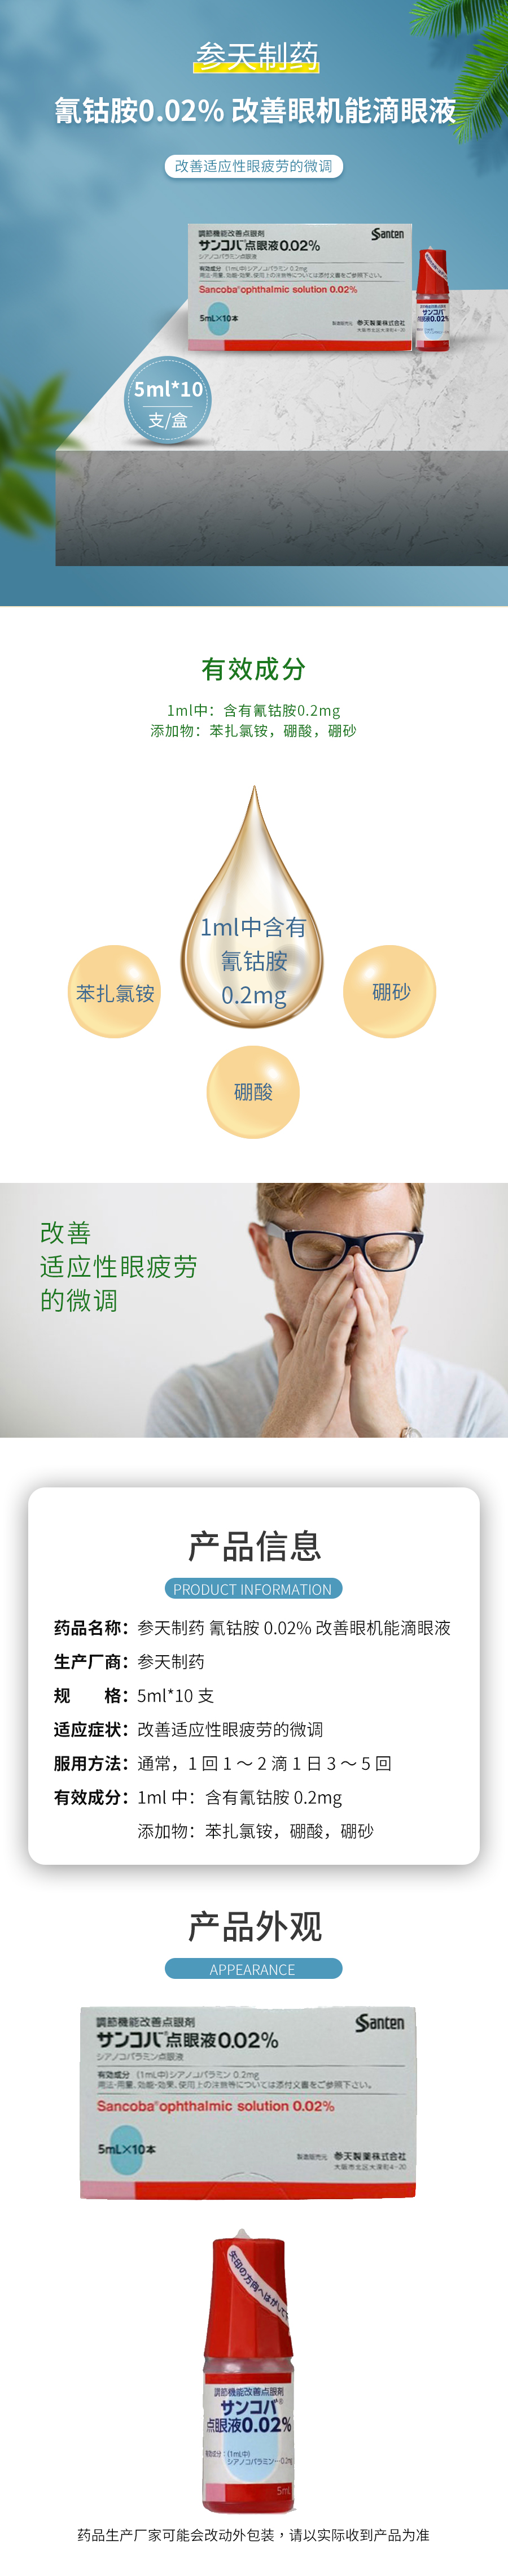 参天制药
氰钴胺0.02% 改善眼机能滴眼液
改善适应性眼疲劳的微调
調節機能改善点眼剤
サンコバ®点眼液0.02%
シアノコバラミン点眼液
有効成分 (1mL中)シアノコバラミン 0.2mg
用法・用量、効能・効果、使用上の注意等については添付文書をご参照下さい。
Sancoba®ophthalmic solution 0.02%
5mL×10本
Santen
製造販売元 参天製薬株式会社
大阪市北区大深町4-20
サンコバ
点眼液0.02%
5ml*10
支/盒
有效成分
1ml中：含有氰钴胺0.2mg
添加物：苯扎氯铵，硼酸，硼砂
1ml中含有
氰钴胺
0.2mg
苯扎氯铵
硼砂
硼酸
改善
适应性眼疲劳
的微调
产品信息
PRODUCT INFORMATION
药品名称：参天制药 氰钴胺 0.02% 改善眼机能滴眼液
生产厂商：参天制药
规　　格：5ml*10 支
适应症状：改善适应性眼疲劳的微调
服用方法：通常，1 回 1 ～ 2 滴 1 日 3 ～ 5 回
有效成分：1ml 中：含有氰钴胺 0.2mg
添加物：苯扎氯铵，硼酸，硼砂
产品外观
APPEARANCE
調節機能改善点眼剤
サンコバ®点眼液0.02%
シアノコバラミン点眼液
有効成分 (1mL中)シアノコバラミン 0.2mg
用法・用量、効能・効果、使用上の注意等については添付文書をご参照下さい。
Sancoba®ophthalmic solution 0.02%
5mL×10本
Santen
製造販売元 参天製薬株式会社
大阪市北区大深町4-20
矢印の方向へはがして下
調節機能改善点眼剤
サンコバ®
点眼液0.02%
有効成分：(1mL中)
シアノコバラミン…0.2mg
5mL
药品生产厂家可能会改动外包装，请以实际收到产品为准